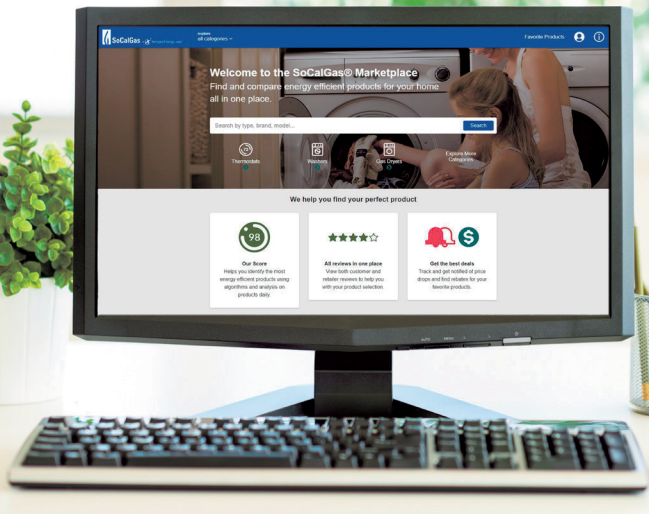 SoCalGas
explore
all categories
Favorite Products
Welcome to the SoCalGas® Marketplace
Find and compare energy efficient products for your home
all in one place.
Search by type, brand, model...
Search
Thermostats
Washers
Gas Dryers
Explore More
Categories
We help you find your perfect product
98
Our Score
Helps you identify the most
energy efficient products using
algorithms and analysis on
products daily.
All reviews in one place
View both customer and
retailer reviews to help you
with your product selection.
$
Get the best deals
Track and get notified of price
drops and find rebates for your
favorite products.
AUTO
MENU